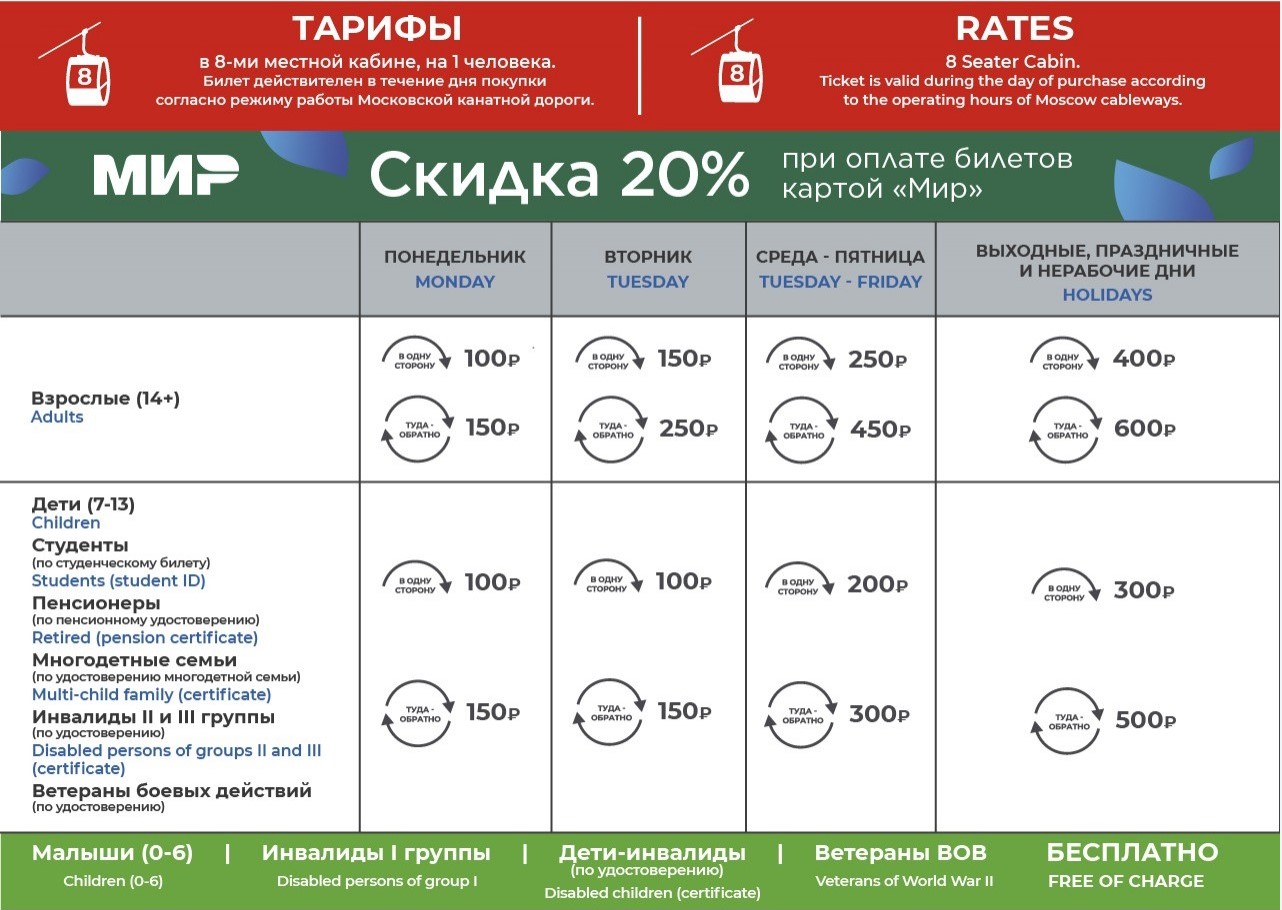 ТАРИФЫ
в 8-ми местной кабине, на 1 человека.
Билет действителен в течение дня покупки
согласно режиму работы Московской канатной дороги.
8
RATES
8 Seater Cabin.
Ticket is valid during the day of purchase according
to the operating hours of Moscow cableways.
8
МИР
Скидка 20%
при оплате билетов
картой «Мир»
ПОНЕДЕЛЬНИК
MONDAY
ВТОРНИК
TUESDAY
СРЕДА - ПЯТНИЦА
TUESDAY - FRIDAY
ВЫХОДНЫЕ, ПРАЗДНИЧНЫЕ
И НЕРАБОЧИЕ ДНИ
HOLIDAYS
Взрослые (14+)
Adults
В ОДНУ
СТОРОНУ
100₽
В ОДНУ
СТОРОНУ
150₽
В ОДНУ
СТОРОНУ
250₽
В ОДНУ
СТОРОНУ
400₽
ТУДА -
ОБРАТНО
150₽
ТУДА -
ОБРАТНО
250₽
ТУДА -
ОБРАТНО
450₽
ТУДА -
ОБРАТНО
600₽
Дети (7-13)
Children
Студенты
(по студенческому билету)
Students (student ID)
Пенсионеры
(по пенсионному удостоверению)
Retired (pension certificate)
Многодетные семьи
(по удостоверению многодетной семьи)
Multi-child family (certificate)
Инвалиды II и III группы
(по удостоверению)
Disabled persons of groups II and III
(certificate)
Ветераны боевых действий
(по удостоверению)
В ОДНУ
СТОРОНУ
100₽
В ОДНУ
СТОРОНУ
100₽
В ОДНУ
СТОРОНУ
200₽
В ОДНУ
СТОРОНУ
300₽
ТУДА -
ОБРАТНО
150₽
ТУДА -
ОБРАТНО
150₽
ТУДА -
ОБРАТНО
300₽
ТУДА -
ОБРАТНО
500₽
Малыши (0-6)
Children (0-6)
Инвалиды I группы
Disabled persons of group I
Дети-инвалиды
(по удостоверению)
Disabled children (certificate)
Ветераны ВОВ
Veterans of World War II
БЕСПЛАТНО
FREE OF CHARGE